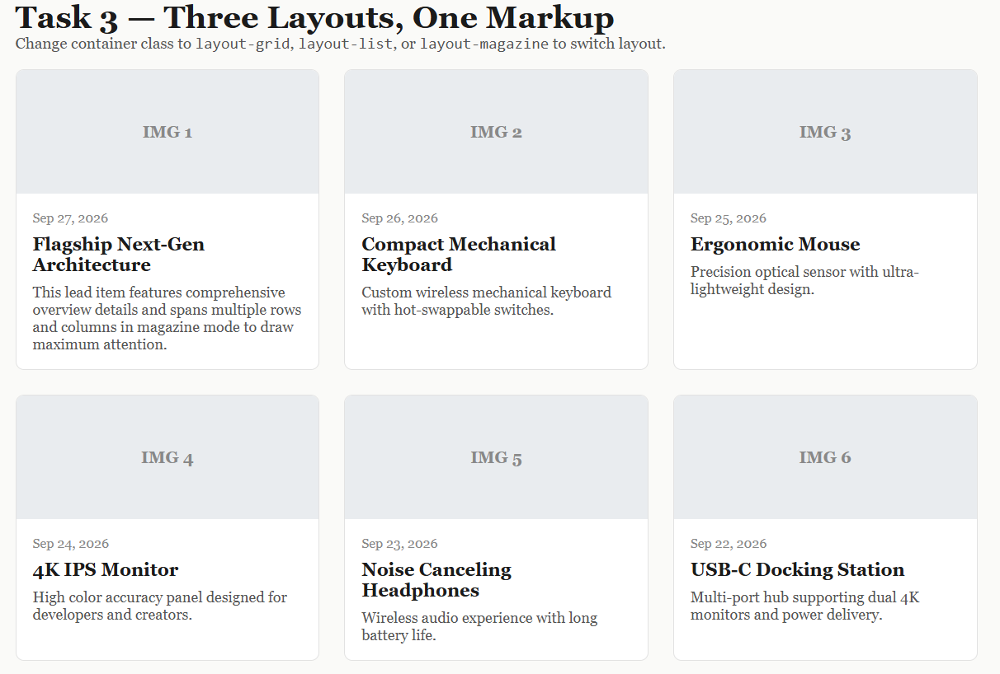 Task 3 — Three Layouts, One Markup
Change container class to layout-grid, layout-list, or layout-magazine to switch layout.
IMG 1
Sep 27, 2026
Flagship Next-Gen
Architecture
This lead item features comprehensive
overview details and spans multiple rows
and columns in magazine mode to draw
maximum attention.
IMG 2
Sep 26, 2026
Compact Mechanical
Keyboard
Custom wireless mechanical keyboard
with hot-swappable switches.
IMG 3
Sep 25, 2026
Ergonomic Mouse
Precision optical sensor with ultra-
lightweight design.
IMG 4
Sep 24, 2026
4K IPS Monitor
High color accuracy panel designed for
developers and creators.
IMG 5
Sep 23, 2026
Noise Canceling
Headphones
Wireless audio experience with long
battery life.
IMG 6
Sep 22, 2026
USB-C Docking Station
Multi-port hub supporting dual 4K
monitors and power delivery.